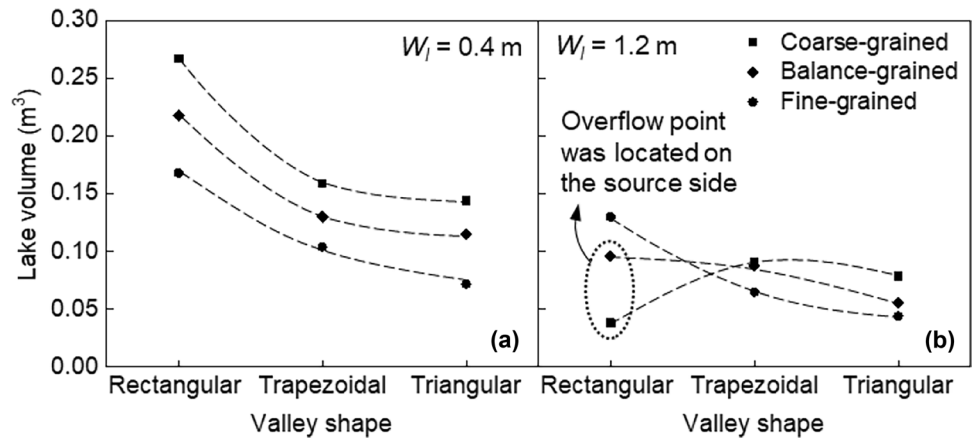 0.30
0.25
0.20
0.15
0.10
0.05
0.00
Lake volume (m³)
Wₗ = 0.4 m
(a)
Rectangular Trapezoidal Triangular
Valley shape
Wₗ = 1.2 m
Coarse-grained
Balance-grained
Fine-grained
Overflow point
was located on
the source side
(b)
Rectangular Trapezoidal Triangular
Valley shape